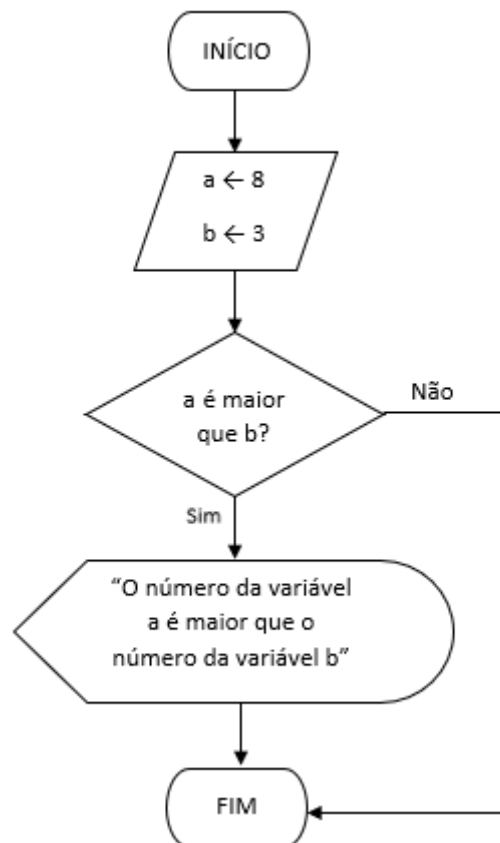 INÍCIO
a ← 8
b ← 3
a é maior
que b?
Não
Sim
“O número da variável
a é maior que o
número da variável b”
FIM